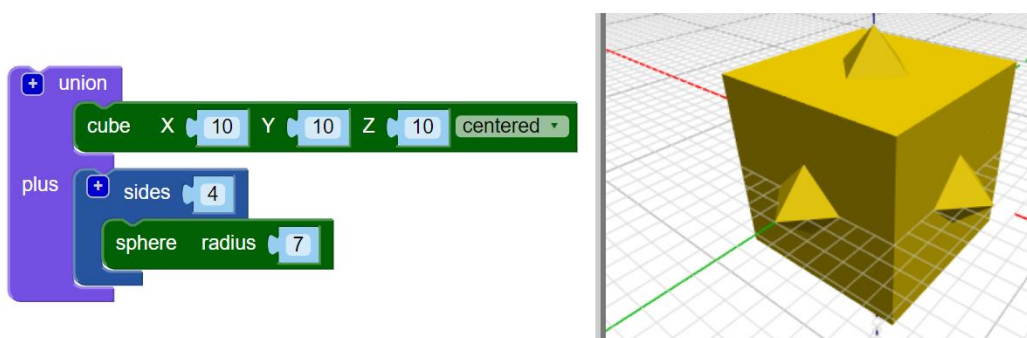 + union
cube X 10 Y 10 Z 10 centered
plus + sides 4
sphere radius 7